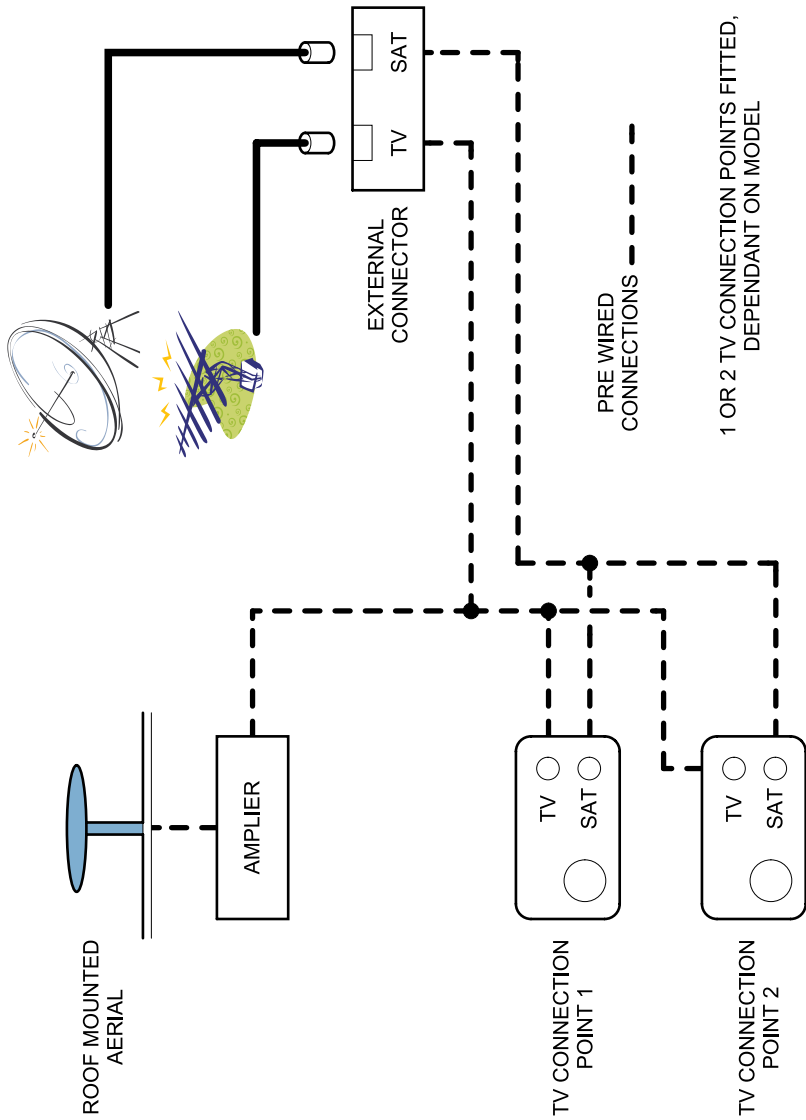 ROOF MOUNTED
AERIAL
AMPLIER
TV CONNECTION
POINT 1
TV
SAT
TV CONNECTION
POINT 2
TV
SAT
EXTERNAL
CONNECTOR
TV
SAT
PRE WIRED
CONNECTIONS
1 OR 2 TV CONNECTION POINTS FITTED,
DEPENDANT ON MODEL